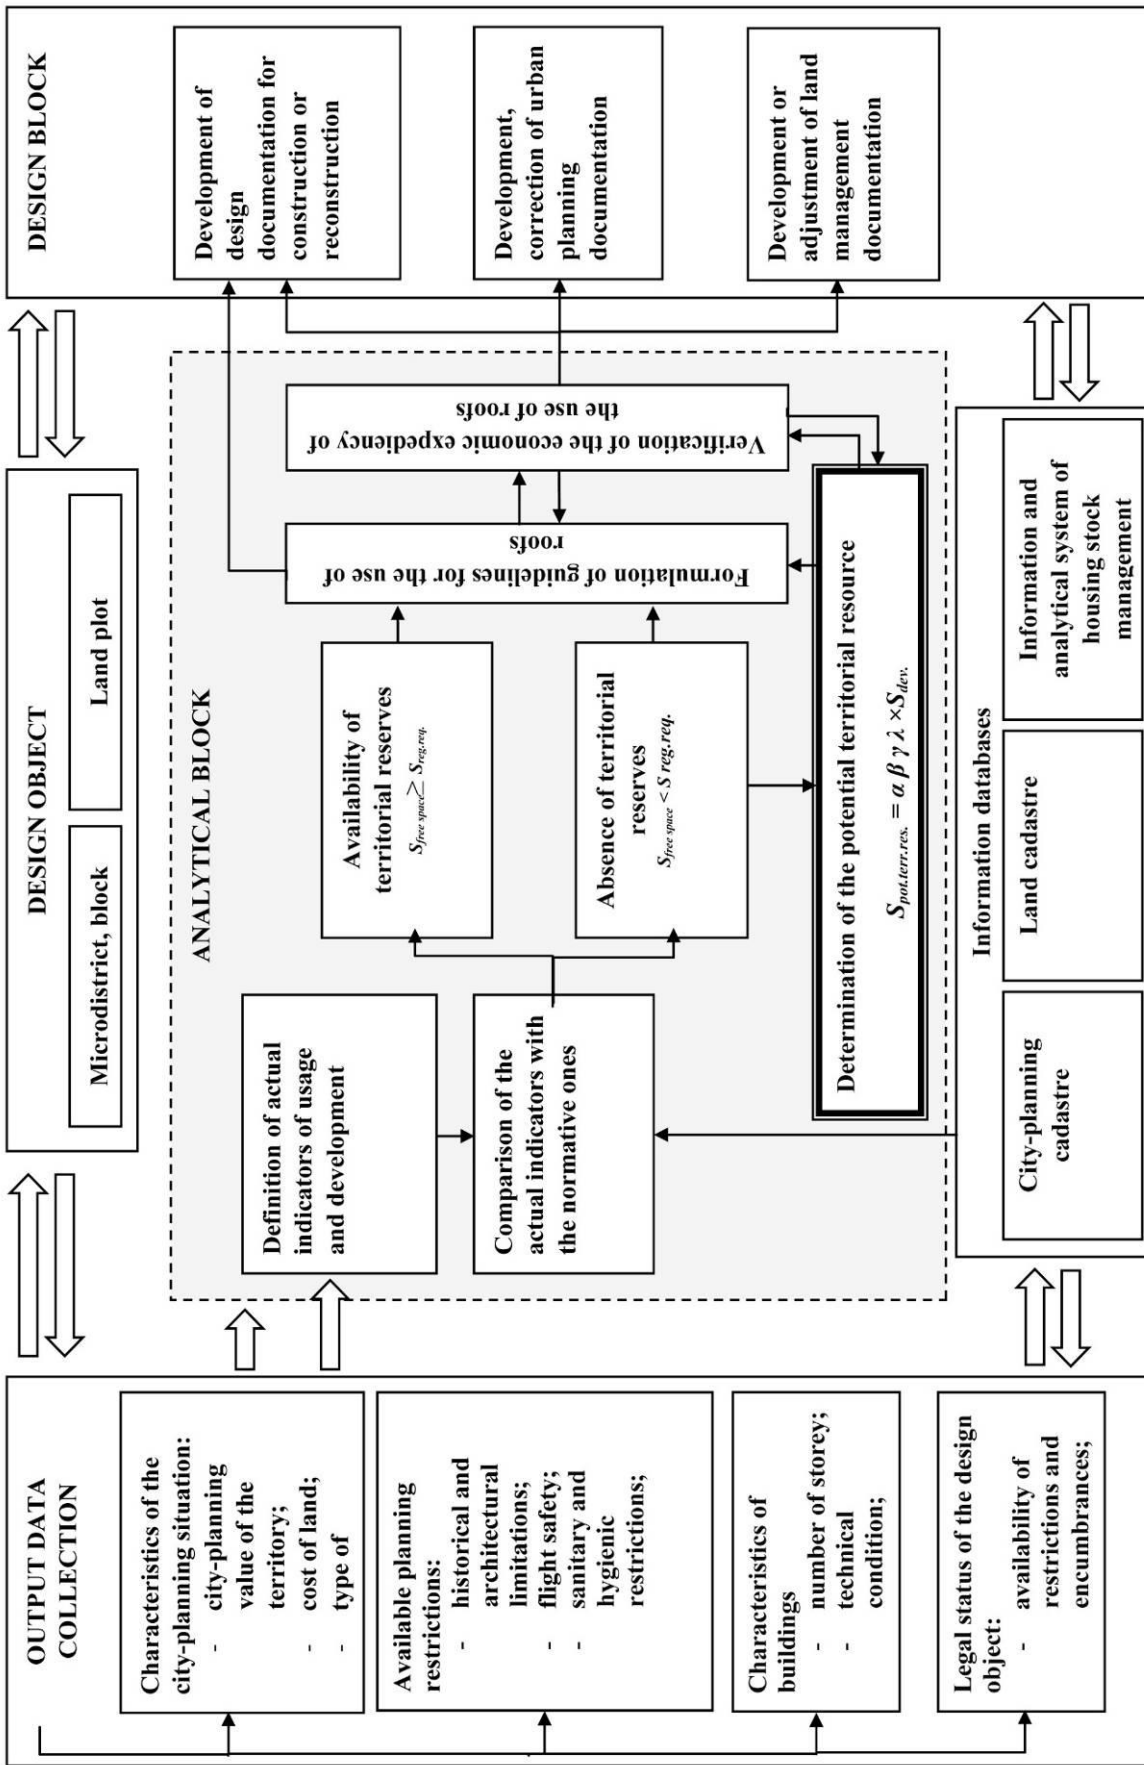 OUTPUT DATA
COLLECTION
Characteristics of the
city-planning situation:
- city-planning
value of the
territory;
- cost of land;
- type of
Available planning
restrictions:
- historical and
architectural
limitations;
- flight safety;
- sanitary and
hygienic
restrictions;
Characteristics of
buildings
- number of storey;
- technical
condition;
Legal status of the design
object:
- availability of
restrictions and
encumbrances;
DESIGN OBJECT
Microdistrict, block
Land plot
ANALYTICAL BLOCK
Definition of actual
indicators of usage
and development
Comparison of the
actual indicators with
the normative ones
Availability of
territorial reserves
S free space ≥ S reg.req.
Absence of territorial
reserves
S free space < S reg.req.
Formulation of guidelines for the use of
roofs
Verification of the economic expediency of
the use of roofs
Determination of the potential territorial resource
S pot.terr.res. = α β γ λ ×S dev.
Information databases
City-planning
cadastre
Land cadastre
Information and
analytical system of
housing stock
management
DESIGN BLOCK
Development of
design
documentation for
construction or
reconstruction
Development,
correction of urban
planning
documentation
Development or
adjustment of land
management
documentation